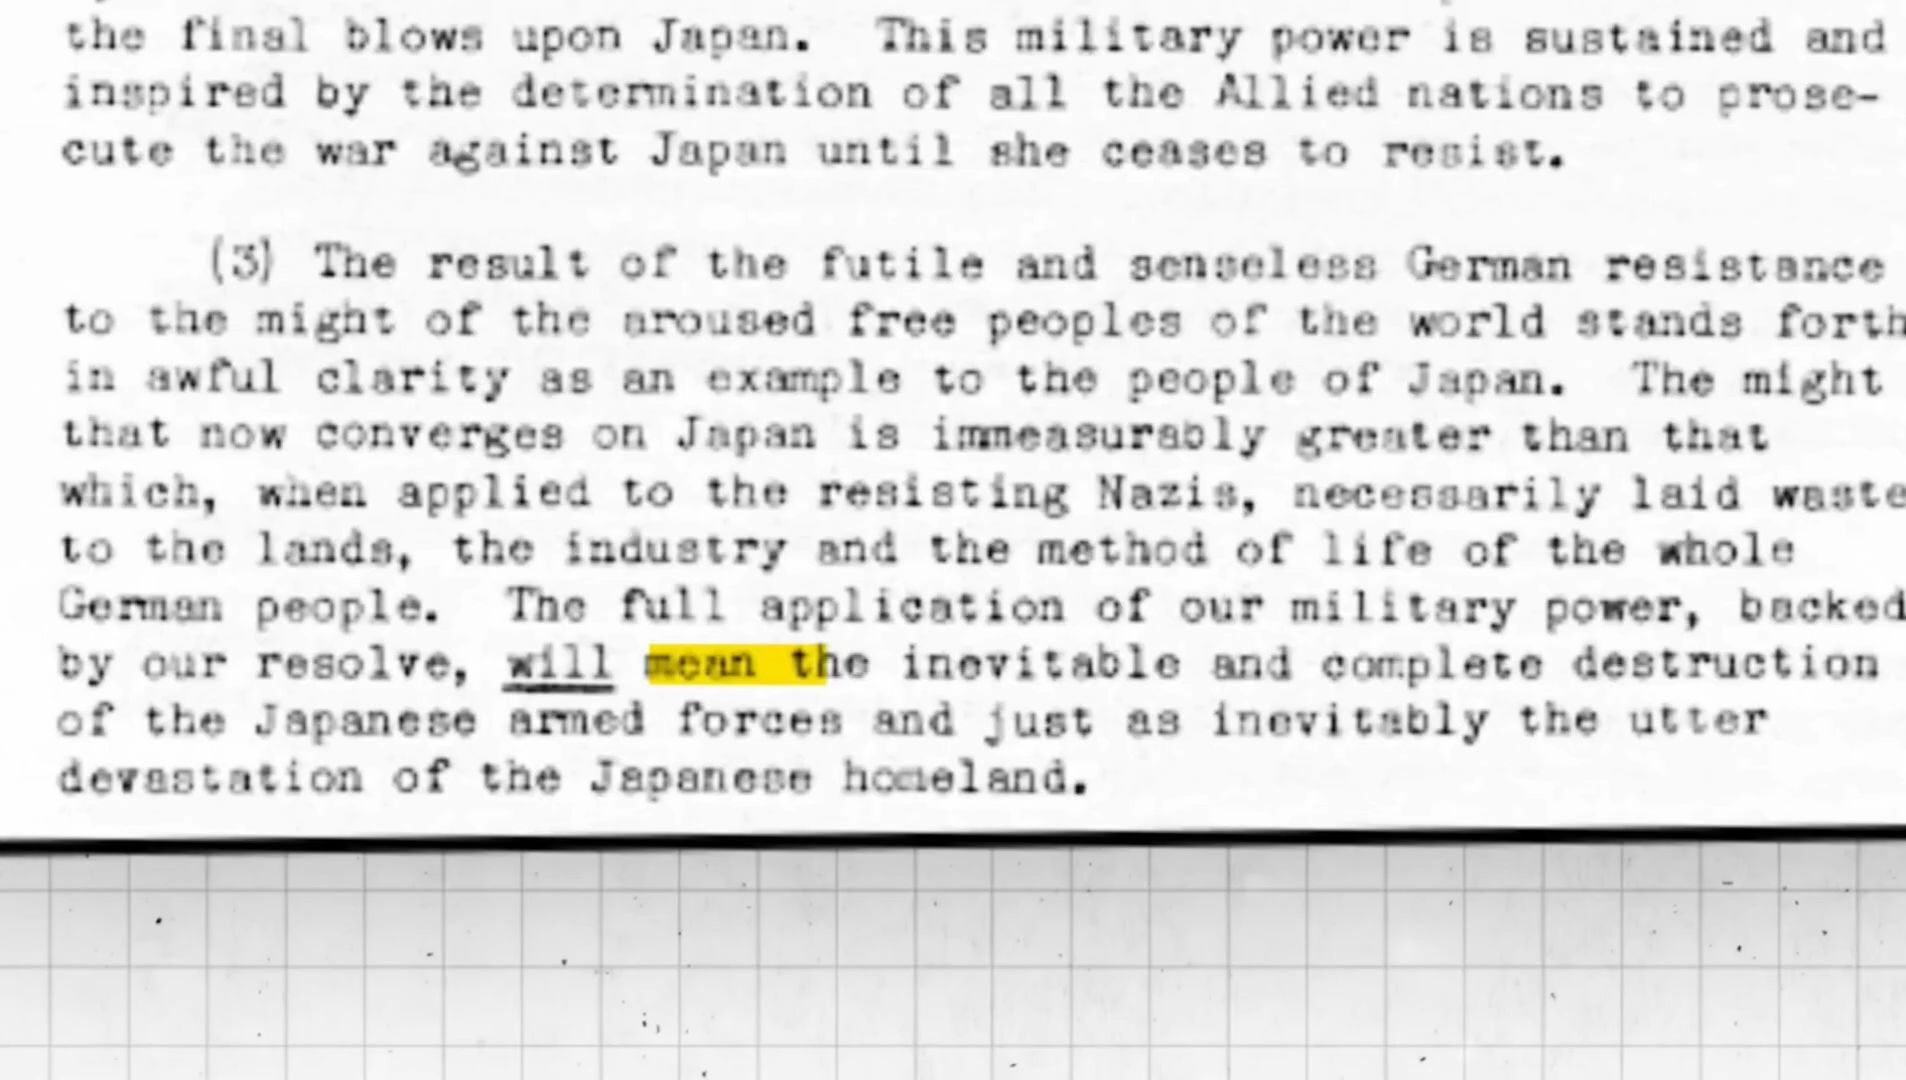 the final blows upon Japan. This military power is sustained and
inspired by the determination of all the Allied nations to prose-
cute the war against Japan until she ceases to resist.
(3) The result of the futile and senseless German resistance
to the might of the aroused free peoples of the world stands forth
in awful clarity as an example to the people of Japan. The might
that now converges on Japan is immeasurably greater than that
which, when applied to the resisting Nazis, necessarily laid waste
to the lands, the industry and the method of life of the whole
German people. The full application of our military power, backed
by our resolve, will mean the inevitable and complete destruction
of the Japanese armed forces and just as inevitably the utter
devastation of the Japanese homeland.